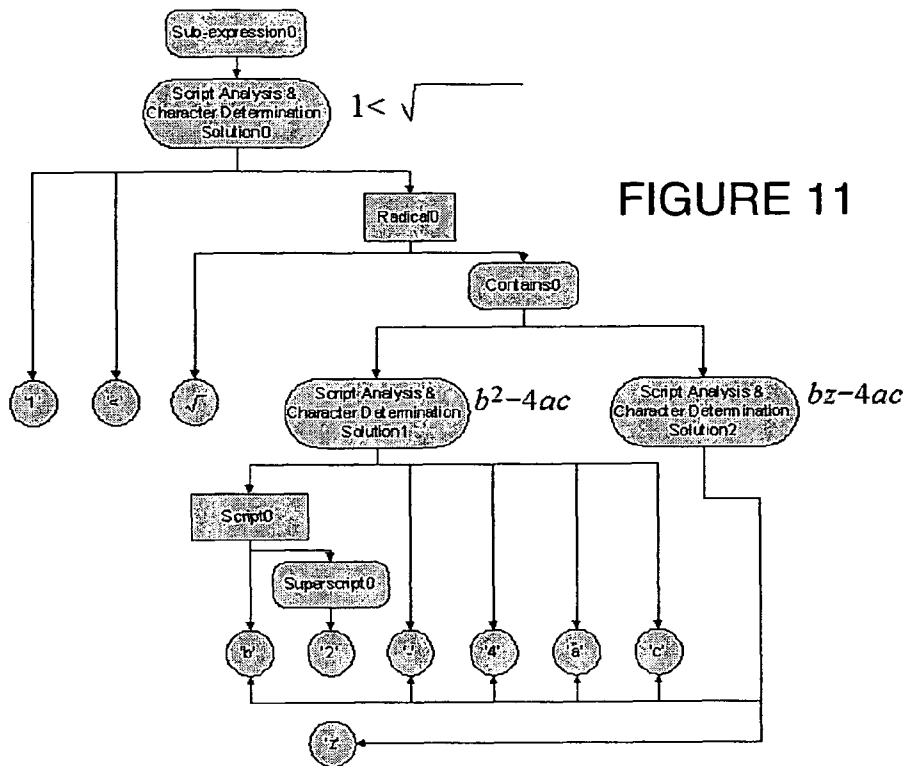 Sub-expression0
Script Analysis &
Character Determination
Solution0
1< √
FIGURE 11
Radical0
Contains0
'1'
'<'
'√'
Script Analysis &
Character Determination
Solution1
b²−4ac
Script Analysis &
Character Determination
Solution2
bz−4ac
Script0
Superscript0
'b'
'2'
'-'
'4'
'a'
'c'
'z'